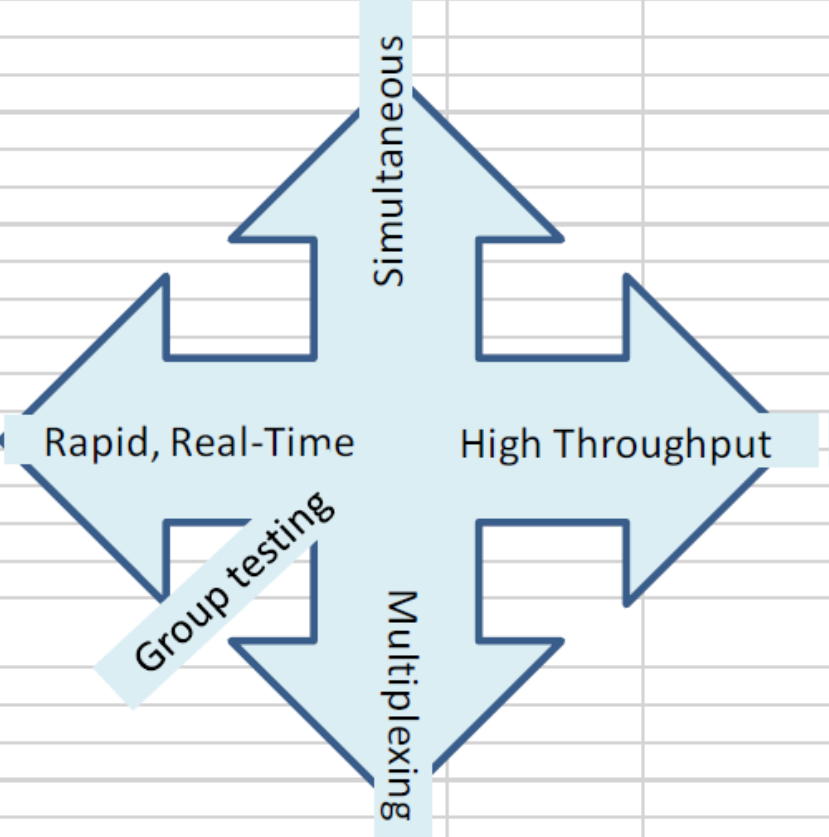 Simultaneous
Rapid, Real-Time
High Throughput
Group testing
Multiplexing